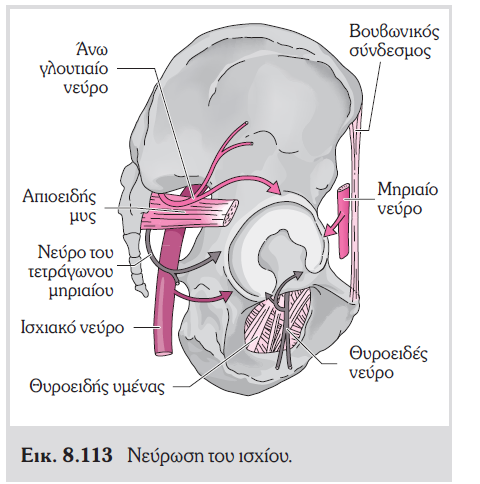 Άνω
γλουτιαίο
νεύρο
Βουβωνικός
σύνδεσμος
Απιοειδής
μυς
Μηριαίο
νεύρο
Νεύρο του
τετράγωνου
μηριαίου
Ισχιακό νεύρο
Θυροειδές
νεύρο
Θυροειδής υμένας
Εικ. 8.113 Νεύρωση του ισχίου.